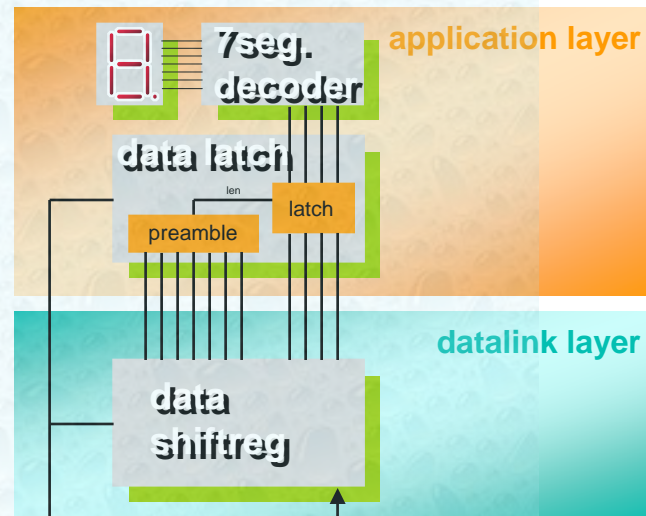 application layer
7seg.
decoder
data latch
len
latch
preamble
datalink layer
data
shiftreg